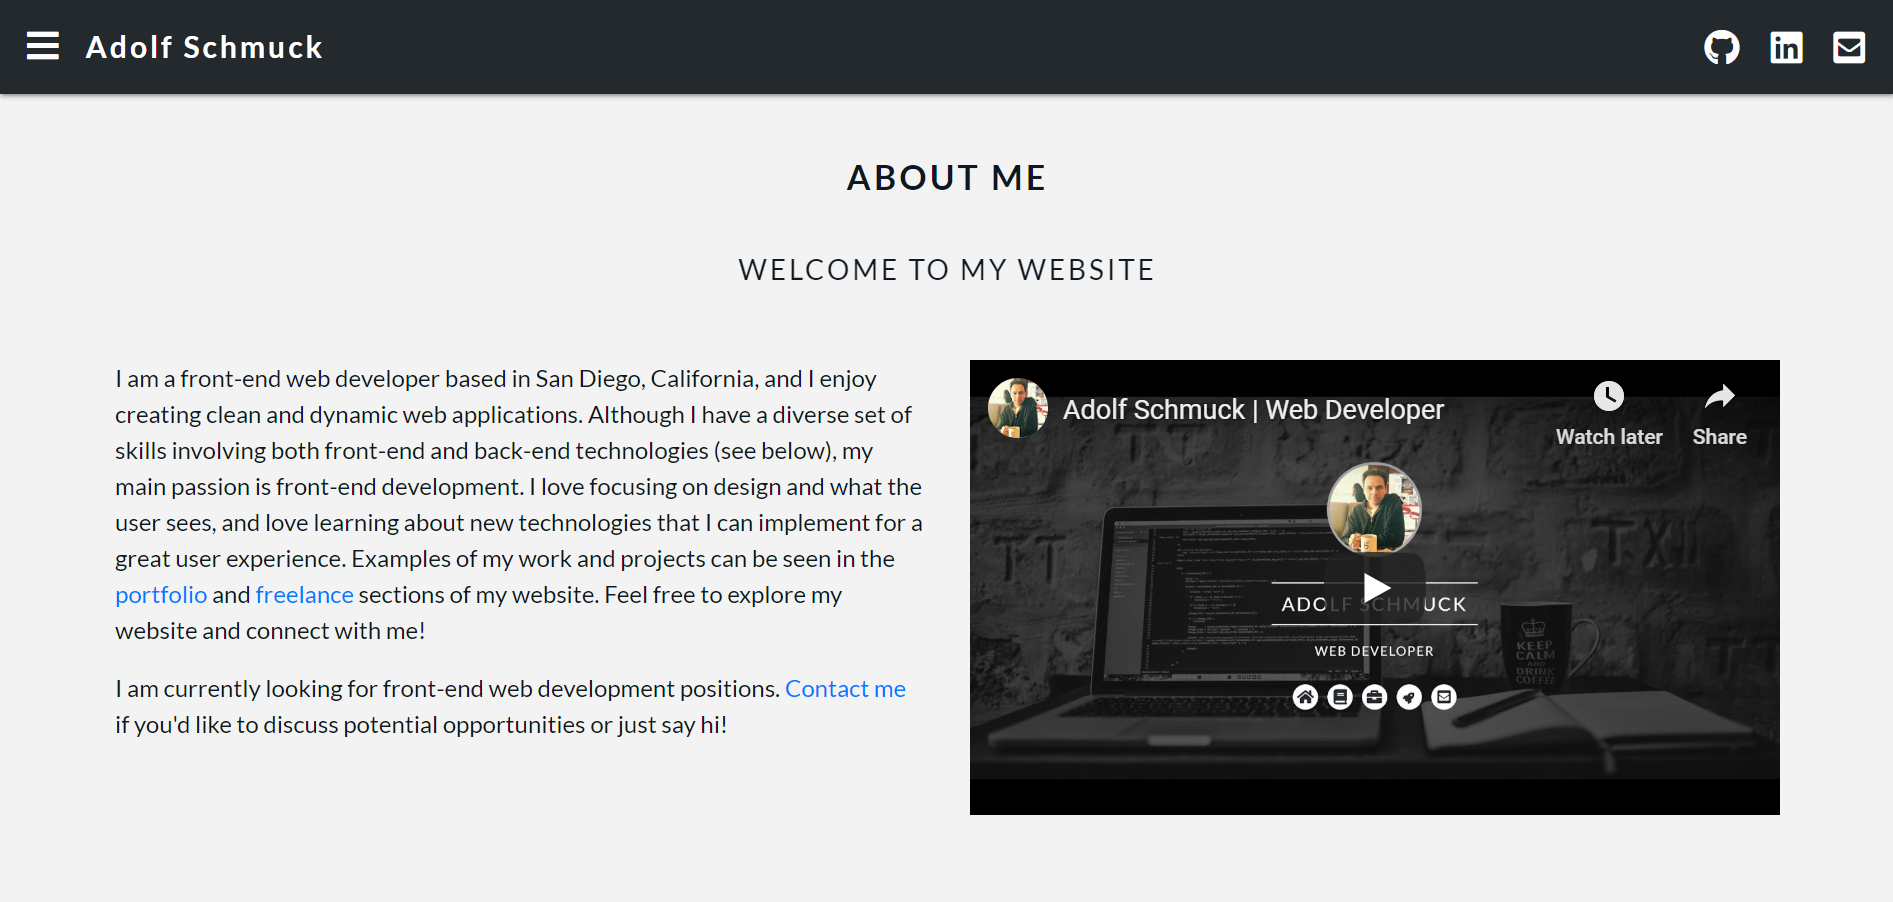 Adolf Schmuck
ABOUT ME
WELCOME TO MY WEBSITE
I am a front-end web developer based in San Diego, California, and I enjoy
creating clean and dynamic web applications. Although I have a diverse set of
skills involving both front-end and back-end technologies (see below), my
main passion is front-end development. I love focusing on design and what the
user sees, and love learning about new technologies that I can implement for a
great user experience. Examples of my work and projects can be seen in the
portfolio and freelance sections of my website. Feel free to explore my
website and connect with me!
I am currently looking for front-end web development positions. Contact me
if you'd like to discuss potential opportunities or just say hi!
Adolf Schmuck | Web Developer
Watch later
Share
ADOLF SCHMUCK
WEB DEVELOPER
KEEP
CALM
AND
DRINK
COFFEE